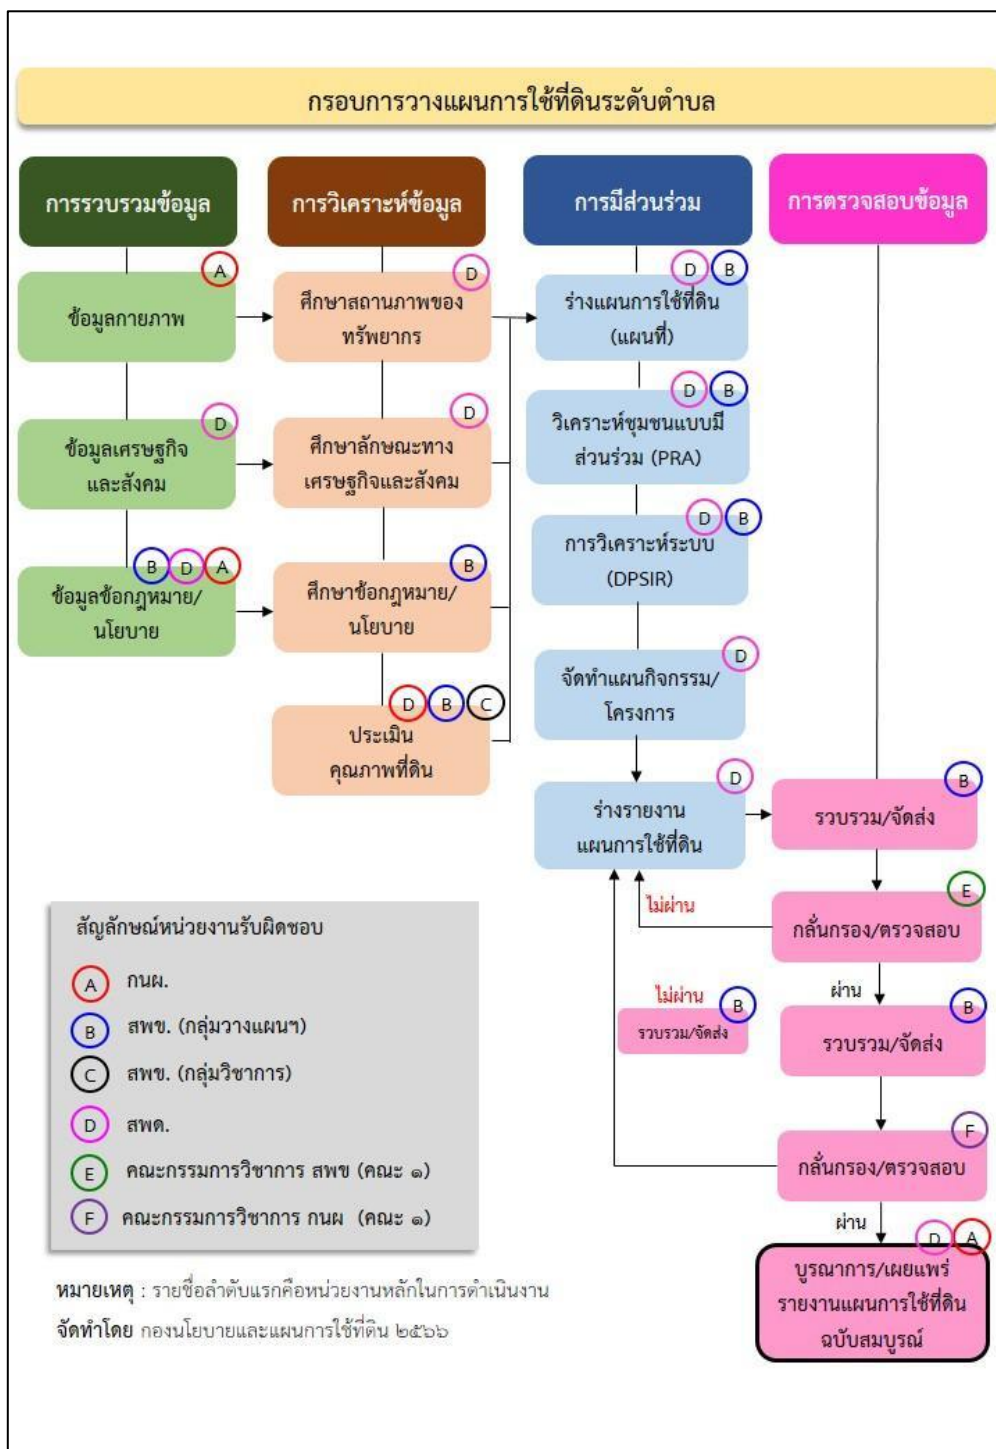 กรอบการวางแผนการใช้ที่ดินระดับตำบล
การรวบรวมข้อมูล
A
ข้อมูลกายภาพ
D
ข้อมูลเศรษฐกิจ
และสังคม
B D A
ข้อมูลข้อกฎหมาย/
นโยบาย
การวิเคราะห์ข้อมูล
D
ศึกษาสถานภาพของ
ทรัพยากร
D
ศึกษาลักษณะทาง
เศรษฐกิจและสังคม
B
ศึกษาข้อกฎหมาย/
นโยบาย
D B C
ประเมิน
คุณภาพที่ดิน
การมีส่วนร่วม
D B
ร่างแผนการใช้ที่ดิน
(แผนที่)
D B
วิเคราะห์ชุมชนแบบมี
ส่วนร่วม (PRA)
D B
การวิเคราะห์ระบบ
(DPSIR)
D
จัดทำแผนกิจกรรม/
โครงการ
D
ร่างรายงาน
แผนการใช้ที่ดิน
การตรวจสอบข้อมูล
B
รวบรวม/จัดส่ง
E
ไม่ผ่าน
กลั่นกรอง/ตรวจสอบ
ผ่าน
B
รวบรวม/จัดส่ง
ไม่ผ่าน
B
รวบรวม/จัดส่ง
F
กลั่นกรอง/ตรวจสอบ
ผ่าน
D A
บูรณาการ/เผยแพร่
รายงานแผนการใช้ที่ดิน
ฉบับสมบูรณ์
สัญลักษณ์หน่วยงานรับผิดชอบ
A กนผ.
B สพข. (กลุ่มวางแผนฯ)
C สพข. (กลุ่มวิชาการ)
D สพด.
E คณะกรรมการวิชาการ สพข (คณะ ๑)
F คณะกรรมการวิชาการ กนผ (คณะ ๑)
หมายเหตุ : รายชื่อลำดับแรกคือหน่วยงานหลักในการดำเนินงาน
จัดทำโดย กองนโยบายและแผนการใช้ที่ดิน ๒๕๖๖